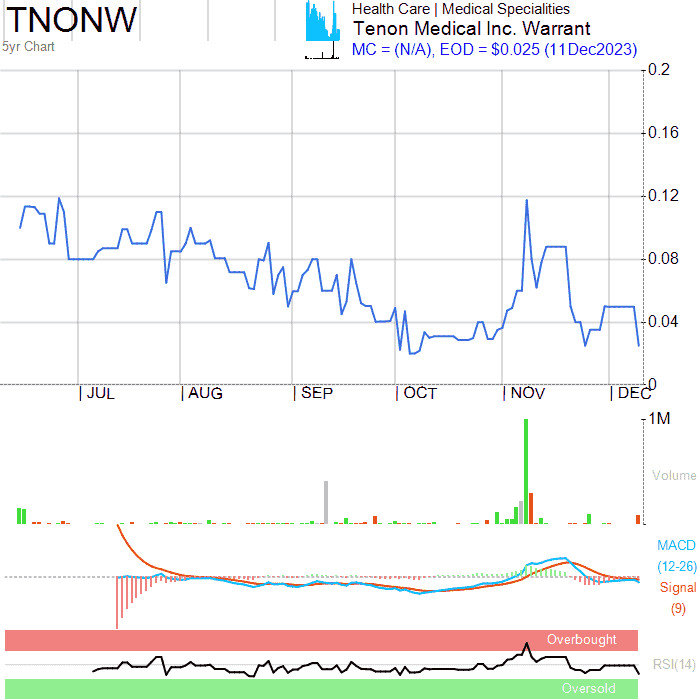 TNONW
5yr Chart
Health Care | Medical Specialities
Tenon Medical Inc. Warrant
MC = (N/A), EOD = $0.025 (11Dec2023)
0.2
0.16
0.12
0.08
0.04
0
JUL AUG SEP OCT NOV DEC
1M
Volume
MACD
(12-26)
Signal
(9)
Overbought
RSI(14)
Oversold